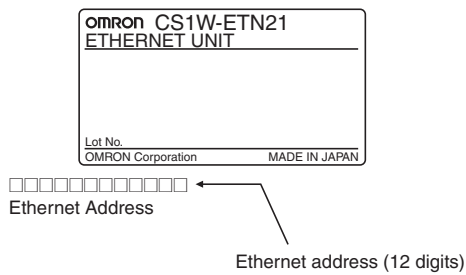 OMRON CS1W-ETN21
ETHERNET UNIT
Lot No.
OMRON Corporation MADE IN JAPAN
□□□□□□□□□□□□
Ethernet Address
Ethernet address (12 digits)